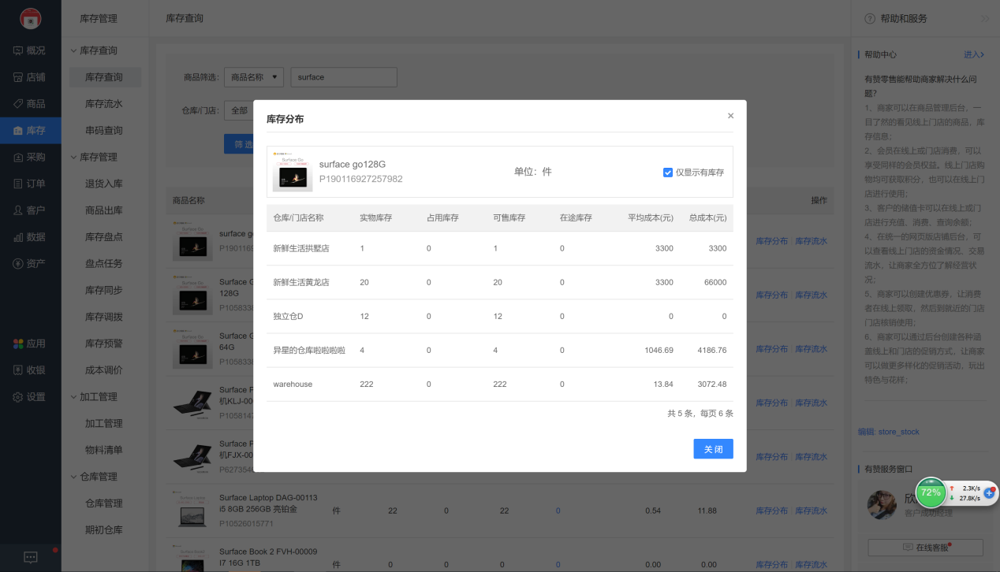 库存管理
库存查询
帮助和服务
概况
店铺
商品
库存
采购
订单
客户
数据
资产
应用
收银
设置
库存查询
库存查询
库存流水
串码查询
库存管理
退货入库
商品出库
库存盘点
盘点任务
库存同步
库存调拨
库存预警
成本调价
加工管理
加工管理
物料清单
仓库管理
仓库管理
期初仓库
商品筛选: 商品名称 surface
仓库/门店: 全部
筛 选
商品名称 操作
surface g
P1901169
库存分布 库存流水
Surface G
128G
P1058338
库存分布 库存流水
Surface G
64G
P1058338
库存分布 库存流水
Surface P
机KLJ-00
P1058147
库存分布 库存流水
Surface P
机FJX-00
P6273540
库存分布 库存流水
Surface Laptop DAG-00113
i5 8GB 256GB 亮铂金
P10526015771
件 22 0 22 0 0.54 11.88 库存分布 库存流水
Surface Book 2 FVH-00009
I7 16G 1TB
件 0 0 0 0 0.00 0.00 库存分布 库存流水
库存分布
surface go128G
P190116927257982
单位: 件
仅显示有库存
仓库/门店名称 实物库存 占用库存 可售库存 在途库存 平均成本(元) 总成本(元)
新鲜生活拱墅店 1 0 1 0 3300 3300
新鲜生活黄龙店 20 0 20 0 3300 66000
独立仓D 12 0 12 0 0 0
异星的仓库啦啦啦啦 4 0 4 0 1046.69 4186.76
warehouse 222 0 222 0 13.84 3072.48
共 5 条，每页 6 条
关 闭
帮助中心 进入
有赞零售能帮助商家解决什么问
题?
1、商家可以在商品管理后台，一
目了然的看见线上门店的商品，库
存信息；
2、会员在线上或门店消费，可以
享受同样的会员权益。线上门店购
物均可获取积分，也可以在线上门
店进行使用；
3、客户的储值卡可以在线上或门
店进行充值、消费、查询余额；
4、在统一的网页版店铺后台，可
以查看线上门店的资金情况、交易
流水，让商家全方位了解经营状
况；
5、商家可以创建优惠券，让消费
者在线上领取，然后到就近的门店
门店核销使用；
6、商家可以通过后台创建各种涵
盖线上和门店的促销方式，让商家
可以做更多样化的促销活动，玩出
特色与花样；
编辑: store_stock
有赞服务窗口
欣
客户成功经理
72%
2.3K/s
27.8K/s
在线客服